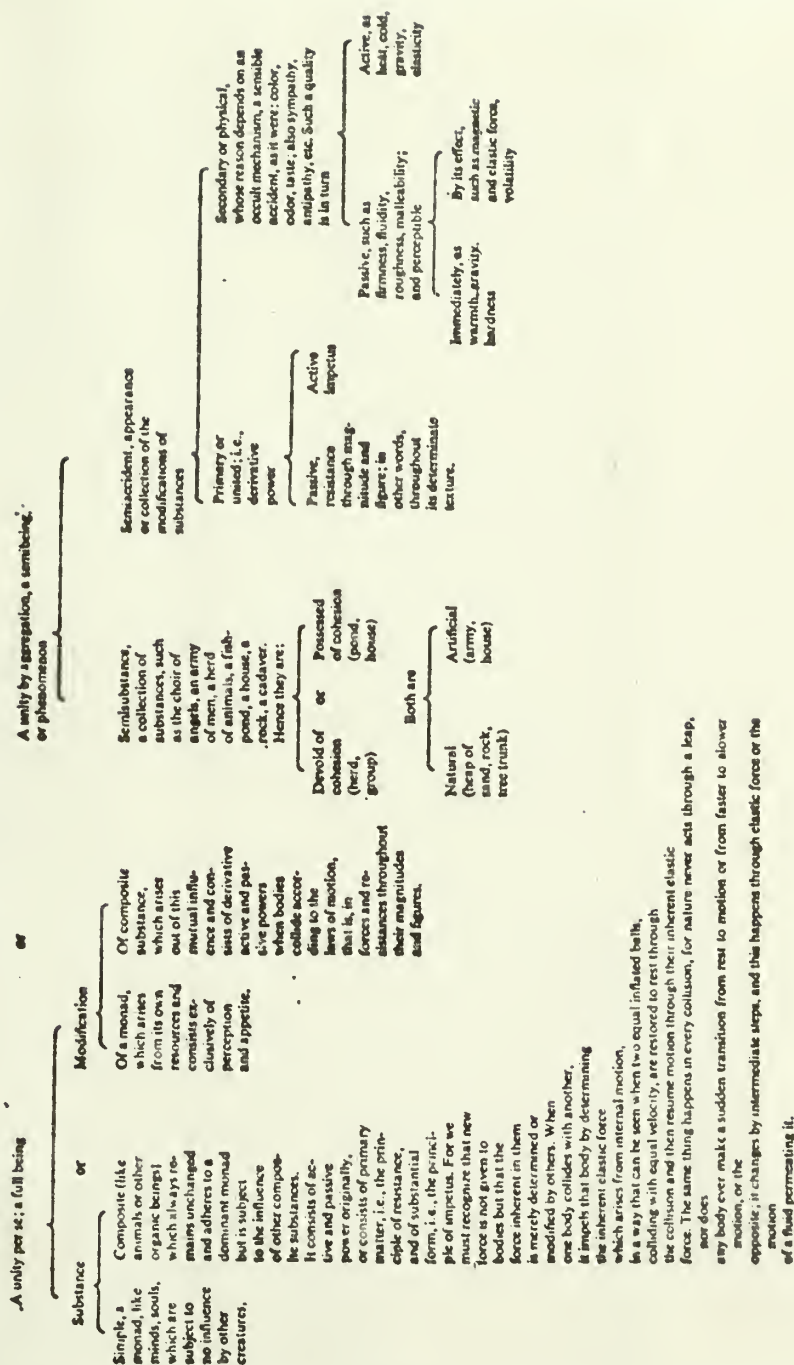 A unity per se; a full being
or
A unity by aggregation, a semibeing,
or phenomenon
Substance
or
Modification
Simple, a
monad, like
minds, souls,
which are
subject to
no influence
by other
creatures.
Composite (like
animals or other
organic beings)
which always re-
mains unchanged
and adheres to a
dominant monad
but is subject
to the influence
of other compos-
ite substances.
It consists of ac-
tive and passive
power originally,
or consists of primary
matter, i.e., the prin-
ciple of resistance,
and of substantial
form, i.e., the princi-
ple of impetus. For we
must recognize that new
force is not given to
bodies but that the
force inherent in them
is merely determined or
modified by others. When
one body collides with another,
it impels that body by determining
the inherent elastic force
which arises from internal motion,
in a way that can be seen when two equal inflated balls,
colliding with equal velocity, are restored to rest through
the collision and then resume motion through their inherent elastic
force. The same thing happens in every collision, for nature never acts through a leap,
nor does
any body ever make a sudden transition from rest to motion or from faster to slower
motion, or the
opposite; it changes by intermediate steps, and this happens through elastic force or the
motion
of a fluid permeating it.
Of a monad,
which arises
from its own
resources and
consists ex-
clusively of
perception
and appetite.
Of composite
substance,
which arises
out of this
mutual influ-
ence and con-
sists of derivative
active and pas-
sive powers
when bodies
collide accor-
ding to the
laws of motion,
that is, in
forces and re-
sistances throughout
their magnitudes
and figures.
Semisubstance,
a collection of
substances, such
as the choir of
angels, an army
of men, a herd
of animals, a fish-
pond, a house, a
rock, a cadaver.
Hence they are:
Devoid of
cohesion
(herd,
group)
or
Possessed
of cohesion
(pond,
house)
Both are
Natural
(heap of
sand, rock,
tree trunk)
Artificial
(army,
house)
Semiaccident, appearance
or collection of the
modifications of
substances
Primary or
united; i.e.,
derivative
power
Passive,
resistance
through mag-
nitude and
figure; in
other words,
throughout
its determinate
texture.
Active
impetus
Secondary or physical,
whose reason depends on an
occult mechanism, a sensible
accident, as it were: color,
odor, taste; also sympathy,
antipathy, etc. Such a quality
is in turn
Passive, such as
firmness, fluidity,
roughness, malleability;
and perceptible
Active, as
heat, cold,
gravity,
elasticity
Immediately, as
warmth, gravity,
hardness
By its effect,
such as magnetic
and elastic force,
volatility